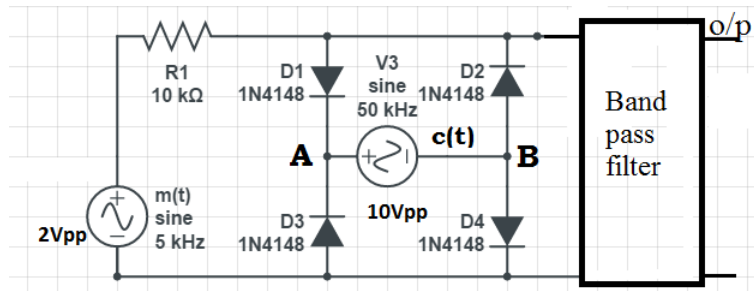 o/p
R1
10 kΩ
D1
1N4148
V3
sine
50 kHz
D2
1N4148
Band
pass
filter
A
+
c(t)
B
m(t)
sine
5 kHz
+
2Vpp
10Vpp
D3
1N4148
D4
1N4148